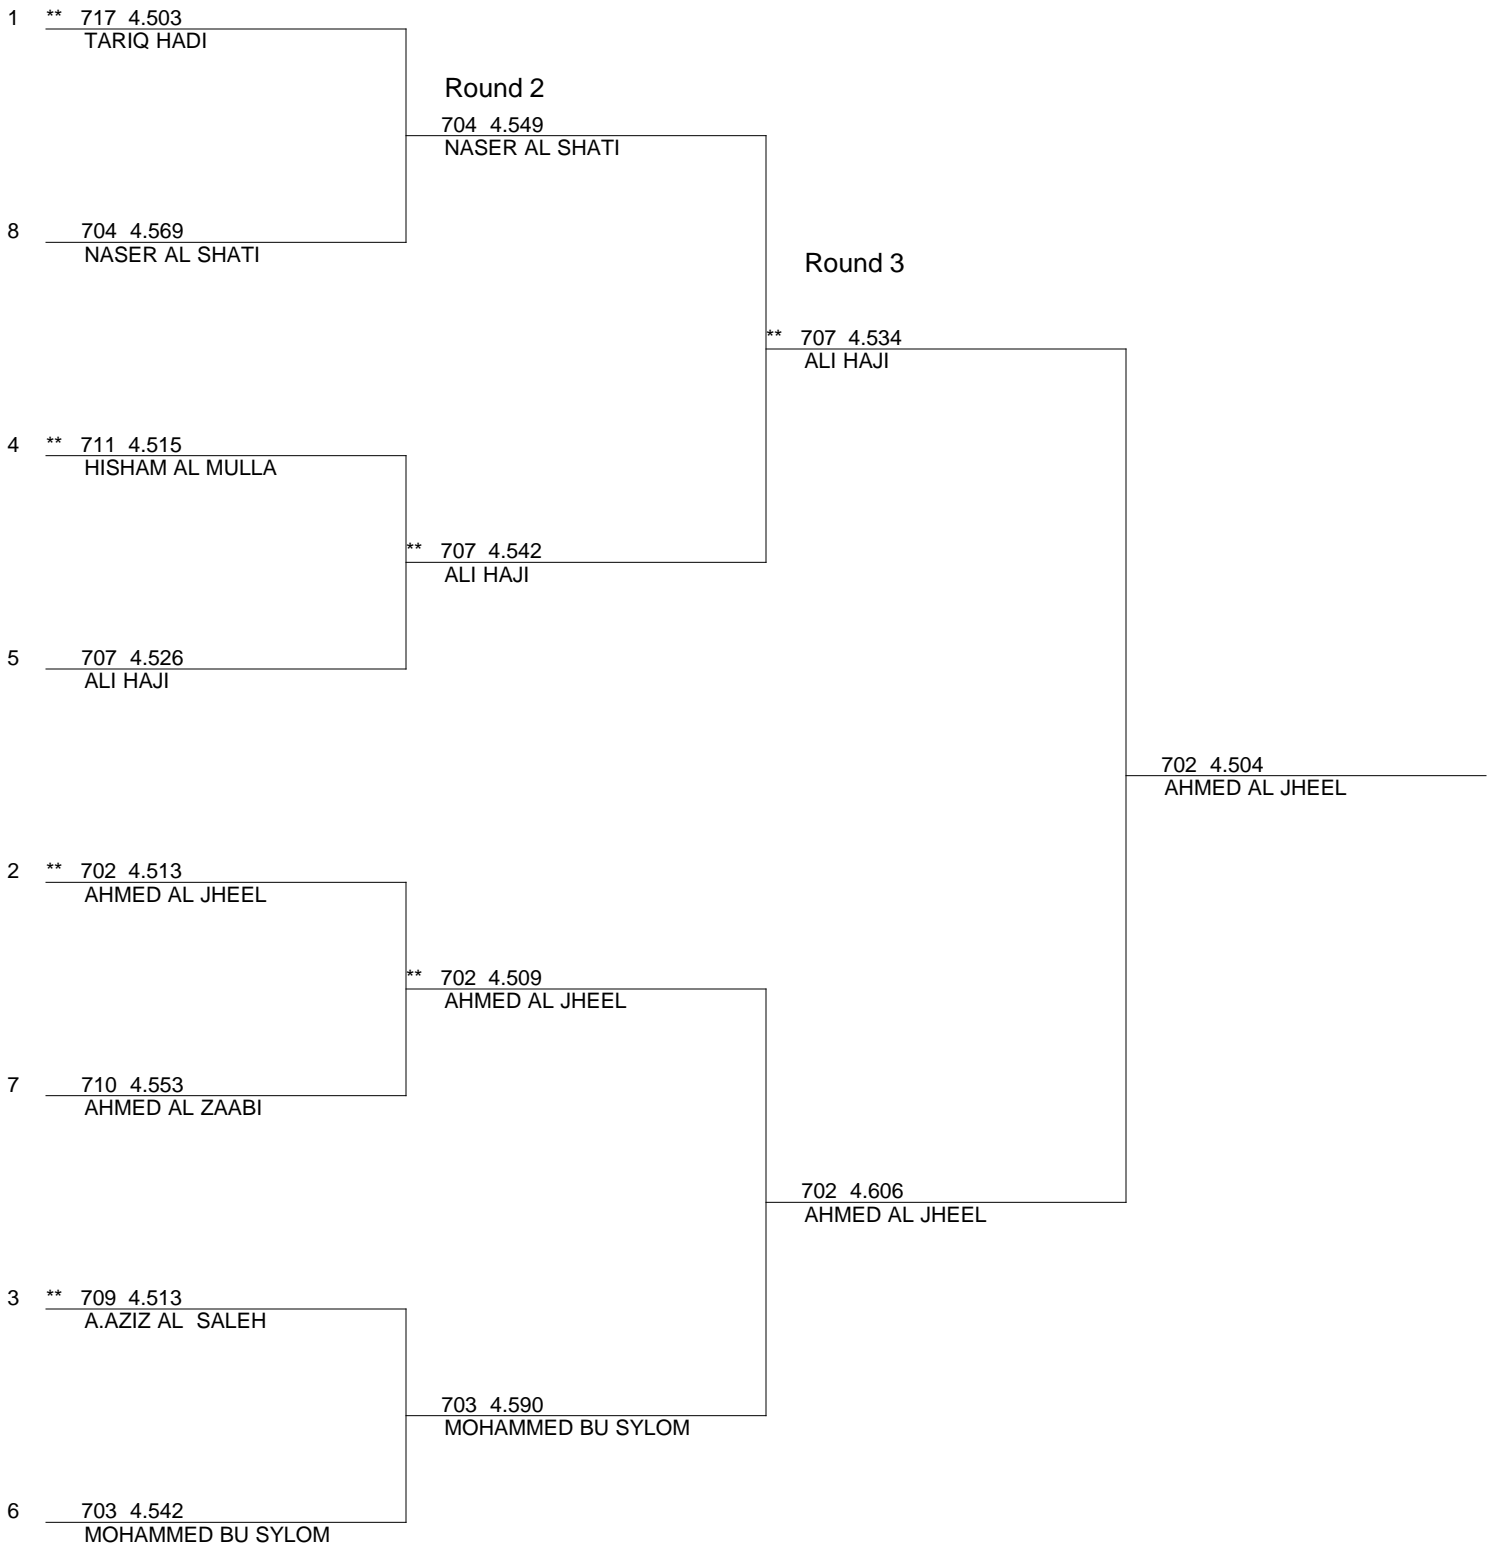 1 ** 717 4.503
TARIQ HADI
Round 2
704 4.549
NASER AL SHATI
8 704 4.569
NASER AL SHATI
Round 3
** 707 4.534
ALI HAJI
4 ** 711 4.515
HISHAM AL MULLA
** 707 4.542
ALI HAJI
5 707 4.526
ALI HAJI
702 4.504
AHMED AL JHEEL
2 ** 702 4.513
AHMED AL JHEEL
** 702 4.509
AHMED AL JHEEL
7 710 4.553
AHMED AL ZAABI
702 4.606
AHMED AL JHEEL
3 ** 709 4.513
A.AZIZ AL  SALEH
703 4.590
MOHAMMED BU SYLOM
6 703 4.542
MOHAMMED BU SYLOM